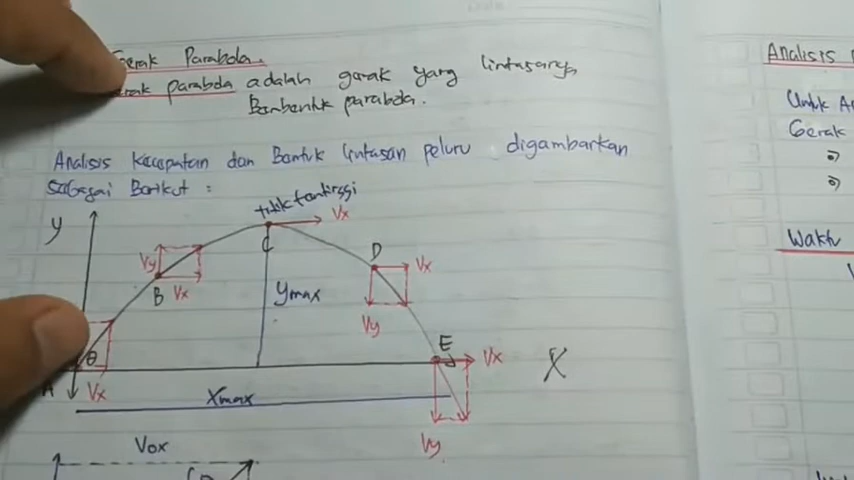 Gerak Parabola.
Gerak parabola adalah gerak yang lintasannya
Berbentuk parabola.
Analisis Kecepatan dan Bentuk lintasan peluru digambarkan
sebagai Berikut :
titik tertinggi
y
Vx
C
Vy
B Vx
Ymax
D
Vx
Vy
E
Vx
X
θ
A
Vx
Xmax
Vy
Vox
Analisis
Untuk
Gerak
Waktu